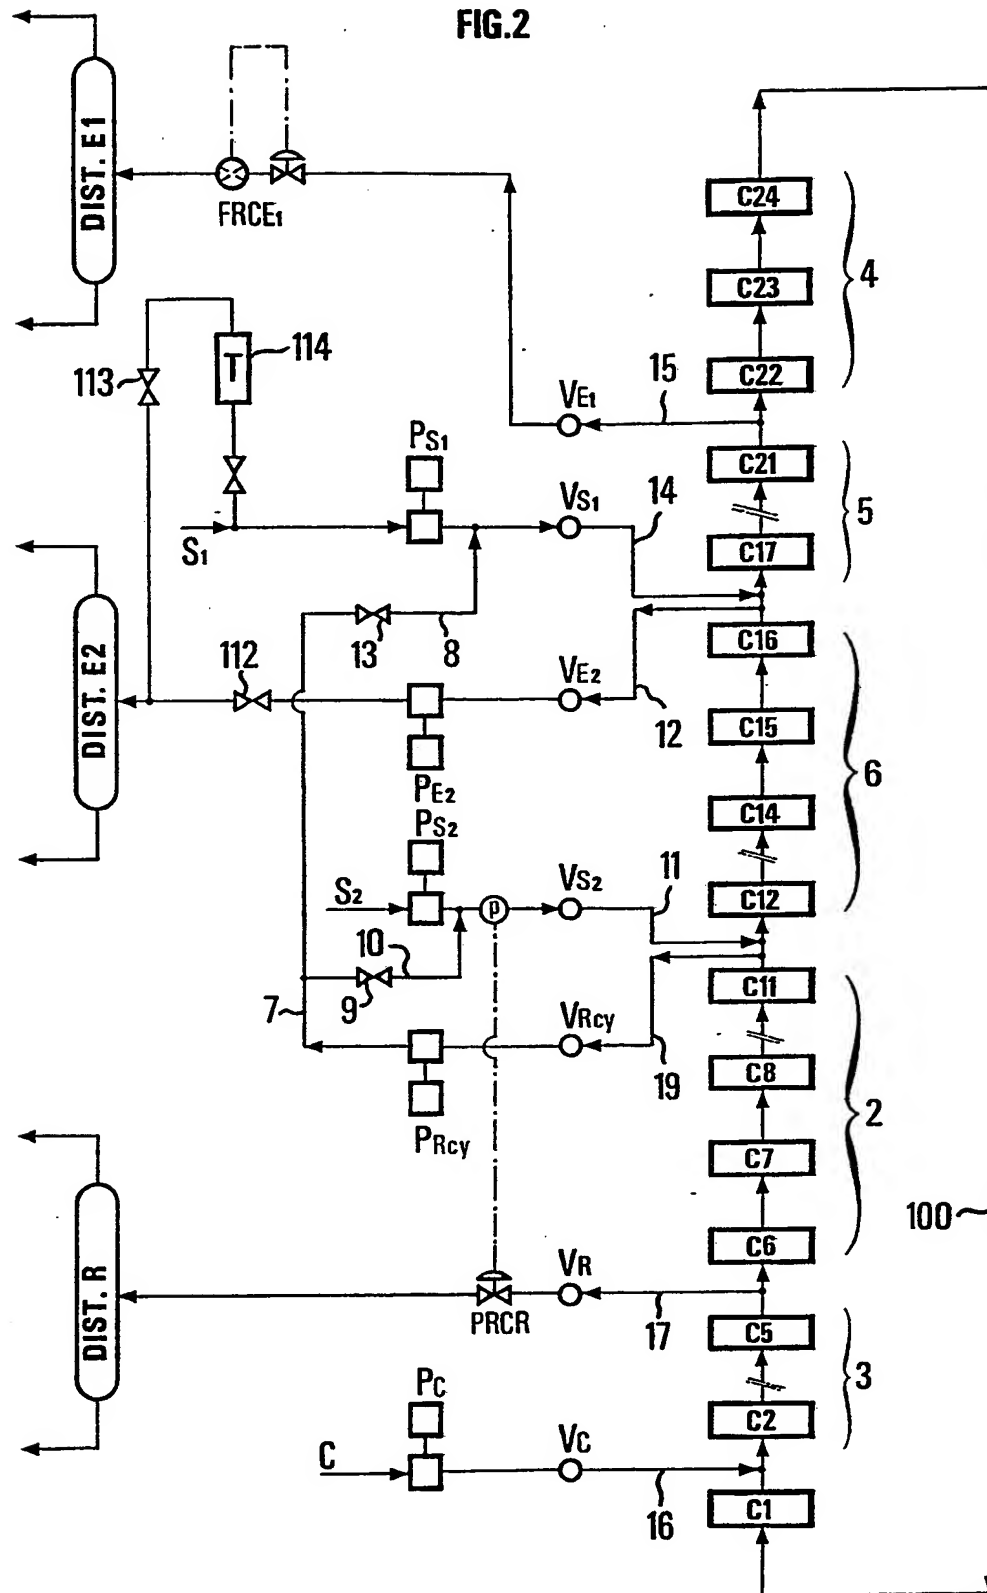 FIG.2
DIST. E1
FRCE1
C24
C23
4
C22
114
T
113
15
VE1
PS1
C21
VS1
14
5
S1
C17
C16
13
8
112
VE2
12
C15
DIST. E2
6
PE2
PS2
C14
S2
VS2
11
C12
P
10
9
7
C11
VRcy
19
C8
2
PRcy
C7
100
C6
VR
DIST. R
PRCR
17
C5
3
PC
C2
C
VC
16
C1